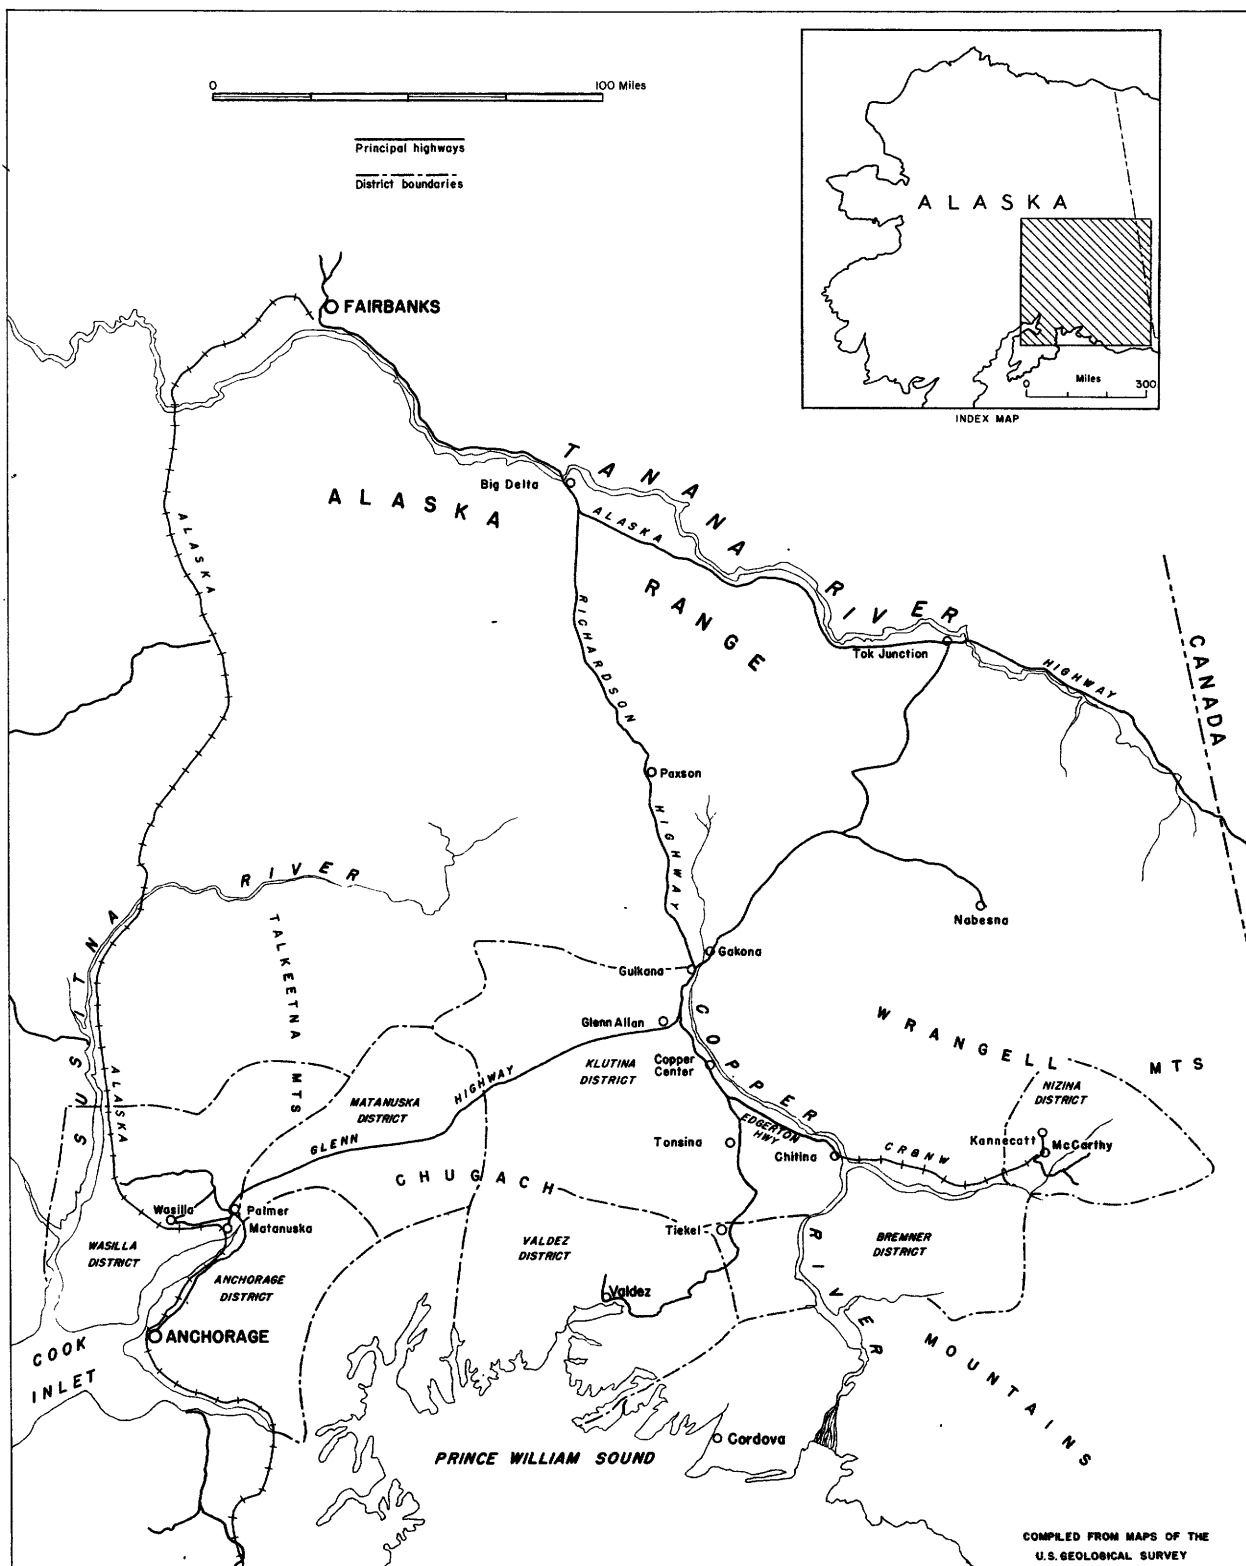 0 100 Miles
Principal highways
District boundaries
ALASKA
0 Miles 300
INDEX MAP
FAIRBANKS
TANANA RIVER
Big Delta
ALASKA RANGE
ALASKA HIGHWAY
ALASKA
RICHARDSON HIGHWAY
Tok Junction
CANADA
Paxson
Nabesna
SUSITNA RIVER
TALKEETNA MTS
Gakona
Gulkana
Glenn Allan
COPPER RIVER
WRANGELL MTS
Copper
Center
KLUTINA
DISTRICT
MATANUSKA
DISTRICT
GLENN HIGHWAY
NIZINA
DISTRICT
ALASKA
EDGERTON
HWY
Tonsina
Chitina
CRBNW
Kannecott
McCarthy
CHUGACH MOUNTAINS
Wasilla
Palmer
Matanuska
Tiekel
WASILLA
DISTRICT
VALDEZ
DISTRICT
BREMNER
DISTRICT
ANCHORAGE
DISTRICT
Valdez
ANCHORAGE
COOK
INLET
Cordova
PRINCE WILLIAM SOUND
COMPILED FROM MAPS OF THE
U.S. GEOLOGICAL SURVEY